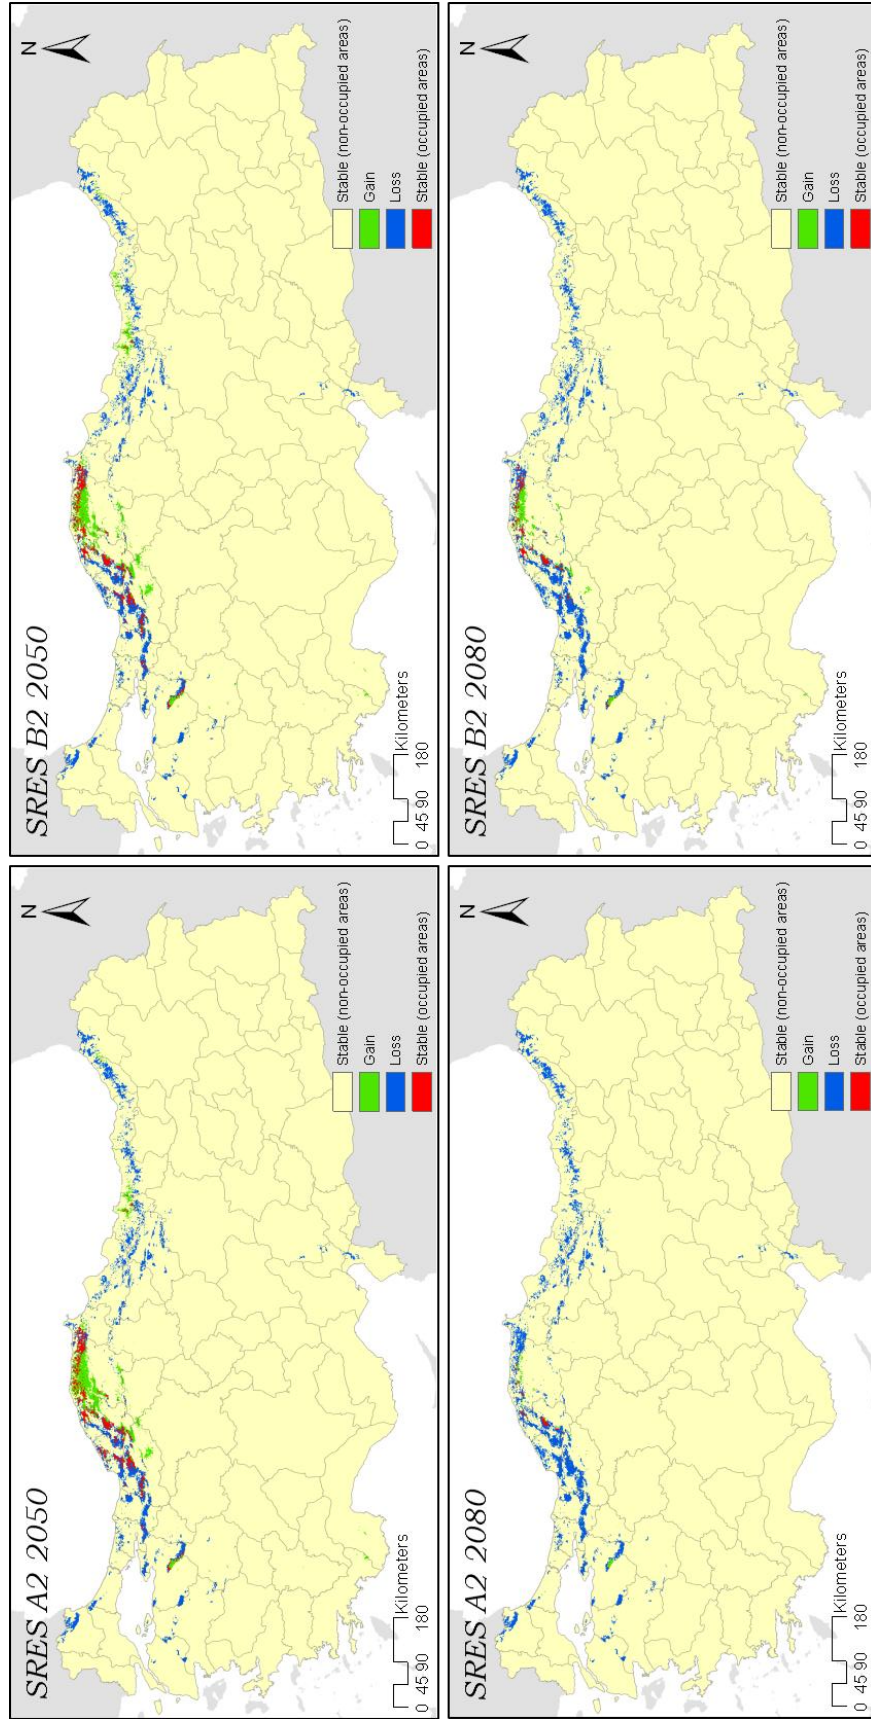 SRES A2 2050
N
Stable (non-occupied areas)
Gain
Loss
Stable (occupied areas)
Kilometers
0 45 90 180
SRES B2 2050
N
Stable (non-occupied areas)
Gain
Loss
Stable (occupied areas)
Kilometers
0 45 90 180
SRES A2 2080
N
Stable (non-occupied areas)
Gain
Loss
Stable (occupied areas)
Kilometers
0 45 90 180
SRES B2 2080
N
Stable (non-occupied areas)
Gain
Loss
Stable (occupied areas)
Kilometers
0 45 90 180